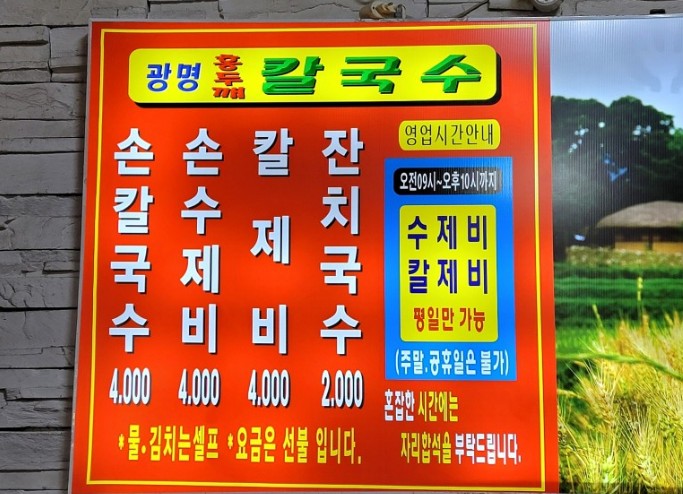 광명 홍두깨 칼국수
손칼국수 4.000
손수제비 4.000
칼제비 4.000
잔치국수 2.000
영업시간안내
오전09시~오후10시까지
수제비
칼제비
평일만 가능
(주말.공휴일은 불가)
혼잡한 시간에는
자리합석을 부탁드립니다.
*물.김치는셀프 *요금은 선불 입니다.